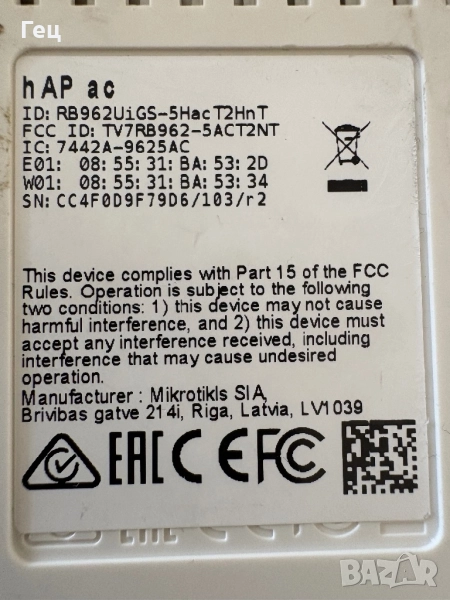 Гец
hAP ac
ID: RB962UiGS-5HacT2HnT
FCC ID: TV7RB962-5ACT2NT
IC: 7442A-9625AC
E01: 08:55:31:BA:53:2D
W01: 08:55:31:BA:53:34
SN: CC4F0D9F79D6/103/r2
This device complies with Part 15 of the FCC
Rules. Operation is subject to the following
two conditions: 1) this device may not cause
harmful interference, and 2) this device must
accept any interference received, including
interference that may cause undesired
operation.
Manufacturer : Mikrotikls SIA,
Brivibas gatve 214i, Riga, Latvia, LV1039
EAC CE FC
BAZAR